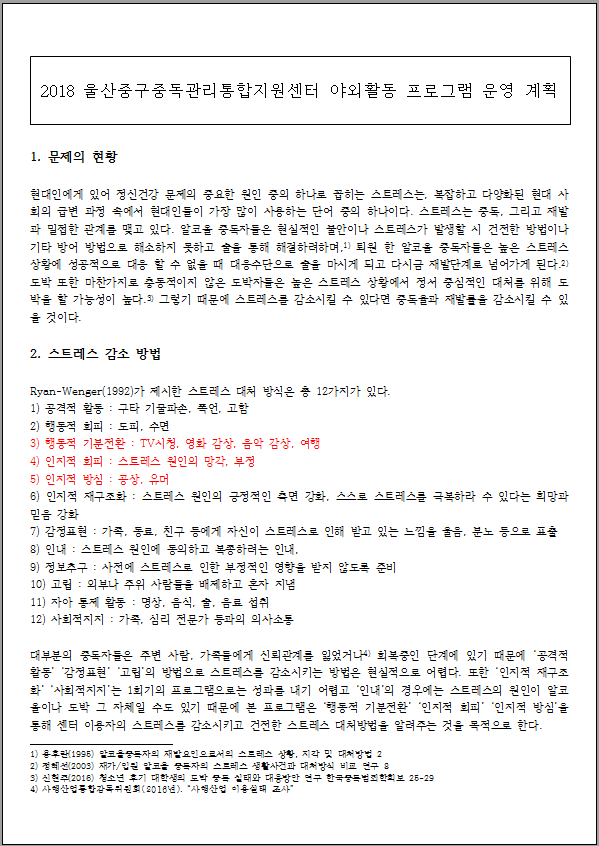 2018 울산중구중독관리통합지원센터 야외활동 프로그램 운영 계획
1. 문제의 현황
현대인에게 있어 정신건강 문제의 중요한 원인 중의 하나로 꼽히는 스트레스는, 복잡하고 다양화된 현대 사
회의 급변 과정 속에서 현대인들이 가장 많이 사용하는 단어 중의 하나이다. 스트레스는 중독, 그리고 재발
과 밀접한 관계를 맺고 있다. 알코올 중독자들은 현실적인 불안이나 스트레스가 발생할 시 건전한 방법이나
기타 방어 방법으로 해소하지 못하고 술을 통해 해결하려하며,1) 퇴원 한 알코올 중독자들은 높은 스트레스
상황에 성공적으로 대응 할 수 없을 때 대응수단으로 술을 마시게 되고 다시금 재발단계로 넘어가게 된다.2)
도박 또한 마찬가지로 충동적이지 않은 도박자들은 높은 스트레스 상황에서 정서 중심적인 대처를 위해 도
박을 할 가능성이 높다.3) 그렇기 때문에 스트레스를 감소시킬 수 있다면 중독율과 재발률을 감소시킬 수 있
을 것이다.
2. 스트레스 감소 방법
Ryan-Wenger(1992)가 제시한 스트레스 대처 방식은 총 12가지가 있다.
1) 공격적 활동 : 구타 기물파손, 폭언, 고함
2) 행동적 회피 : 도피, 수면
3) 행동적 기분전환 : TV시청, 영화 감상, 음악 감상, 여행
4) 인지적 회피 : 스트레스 원인의 망각, 부정
5) 인지적 방심 : 공상, 유머
6) 인지적 재구조화 : 스트레스 원인의 긍정적인 측면 강화, 스스로 스트레스를 극복하라 수 있다는 희망과
믿음 강화
7) 감정표현 : 가족, 동료, 친구 등에게 자신이 스트레스로 인해 받고 있는 느낌을 울음, 분노 등으로 표출
8) 인내 : 스트레스 원인에 동의하고 복종하려는 인내,
9) 정보추구 : 사전에 스트레스로 인한 부정적인 영향을 받지 않도록 준비
10) 고립 : 외부나 주위 사람들을 배제하고 혼자 지냄
11) 자아 통제 활동 : 명상, 음식, 술, 음료 섭취
12) 사회적지지 : 가족, 심리 전문가 등과의 의사소통
대부분의 중독자들은 주변 사람, 가족들에게 신뢰관계를 잃었거나4) 회복중인 단계에 있기 때문에 '공격적
활동' '감정표현' '고립'의 방법으로 스트레스를 감소시키는 방법은 현실적으로 어렵다. 또한 '인지적 재구조
화' '사회적지지'는 1회기의 프로그램으로는 성과를 내기 어렵고 '인내'의 경우에는 스트레스의 원인이 알코
올이나 도박 그 자체일 수도 있기 때문에 본 프로그램은 '행동적 기분전환' '인지적 회피' '인지적 방심'을
통해 센터 이용자의 스트레스를 감소시키고 건전한 스트레스 대처방법을 알려주는 것을 목적으로 한다.
1) 용후란(1995) 알코올중독자의 재발요인으로서의 스트레스 상황, 지각 및 대처방법 2
2) 정혜선(2003) 재가/입원 알코올 중독자의 스트레스 생활사건과 대처방식 비교 연구 8
3) 신현주(2016) 청소년 후기 대학생의 도박 중독 실태와 대응방안 연구 한국중독범죄학회보 25-29
4) 사행산업통합감독위원회(2016년). "사행산업 이용실태 조사"